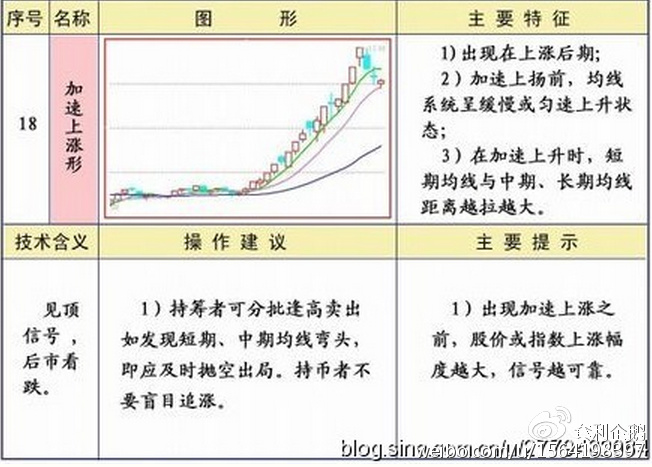 序号 名称 图 形 主要特征
18
加速上涨形
1)出现在上涨后期;
2)加速上扬前,均线
系统呈缓慢或匀速上升状
态;
3)在加速上升时,短
期均线与中期、长期均线
距离越拉越大。
技术含义 操作建议 主要提示
见顶
信号,
后市看
跌。
1)持筹者可分批逢高卖出
如发现短期、中期均线弯头,
即应及时抛空出局。持币者不
要盲目追涨。
1)出现加速上涨之
前,股价或指数上涨幅
度越大,信号越可靠。
套利企鹅